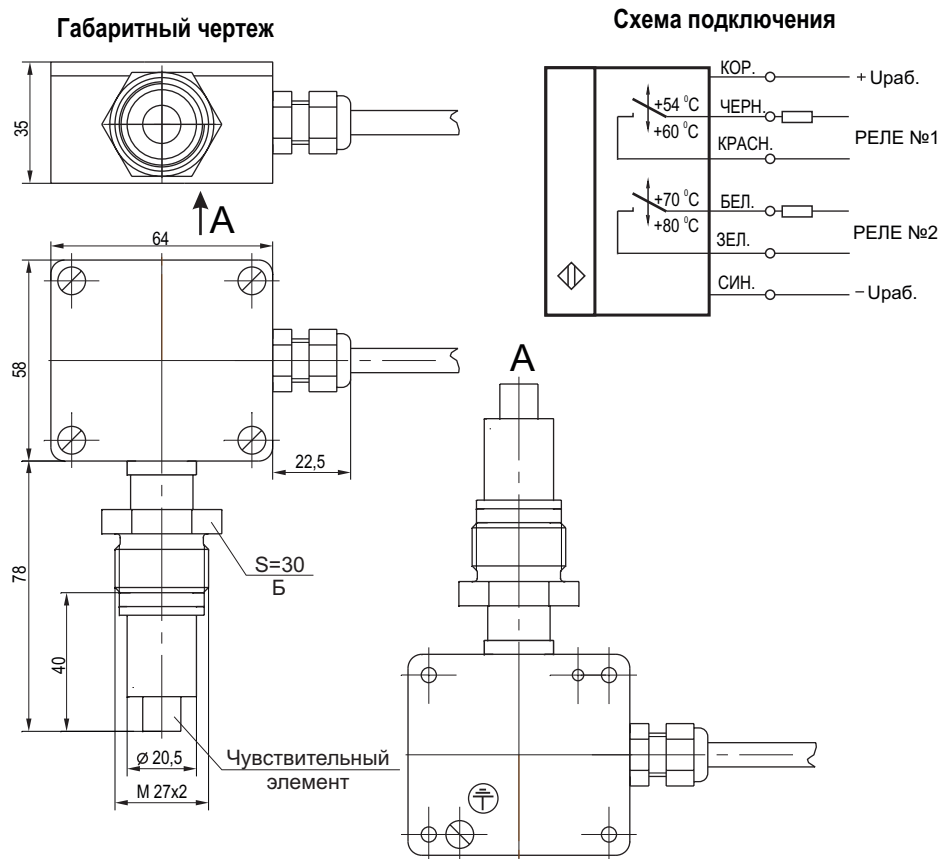 Габаритный чертеж
Схема подключения
35
А
64
58
22,5
78
40
S=30
Б
Чувствительный
элемент
⌀ 20,5
М 27х2
КОР.
+ Uраб.
+54 °C
ЧЕРН.
+60 °C
РЕЛЕ №1
КРАСН.
+70 °C
БЕЛ.
+80 °C
РЕЛЕ №2
ЗЕЛ.
СИН.
– Uраб.
А